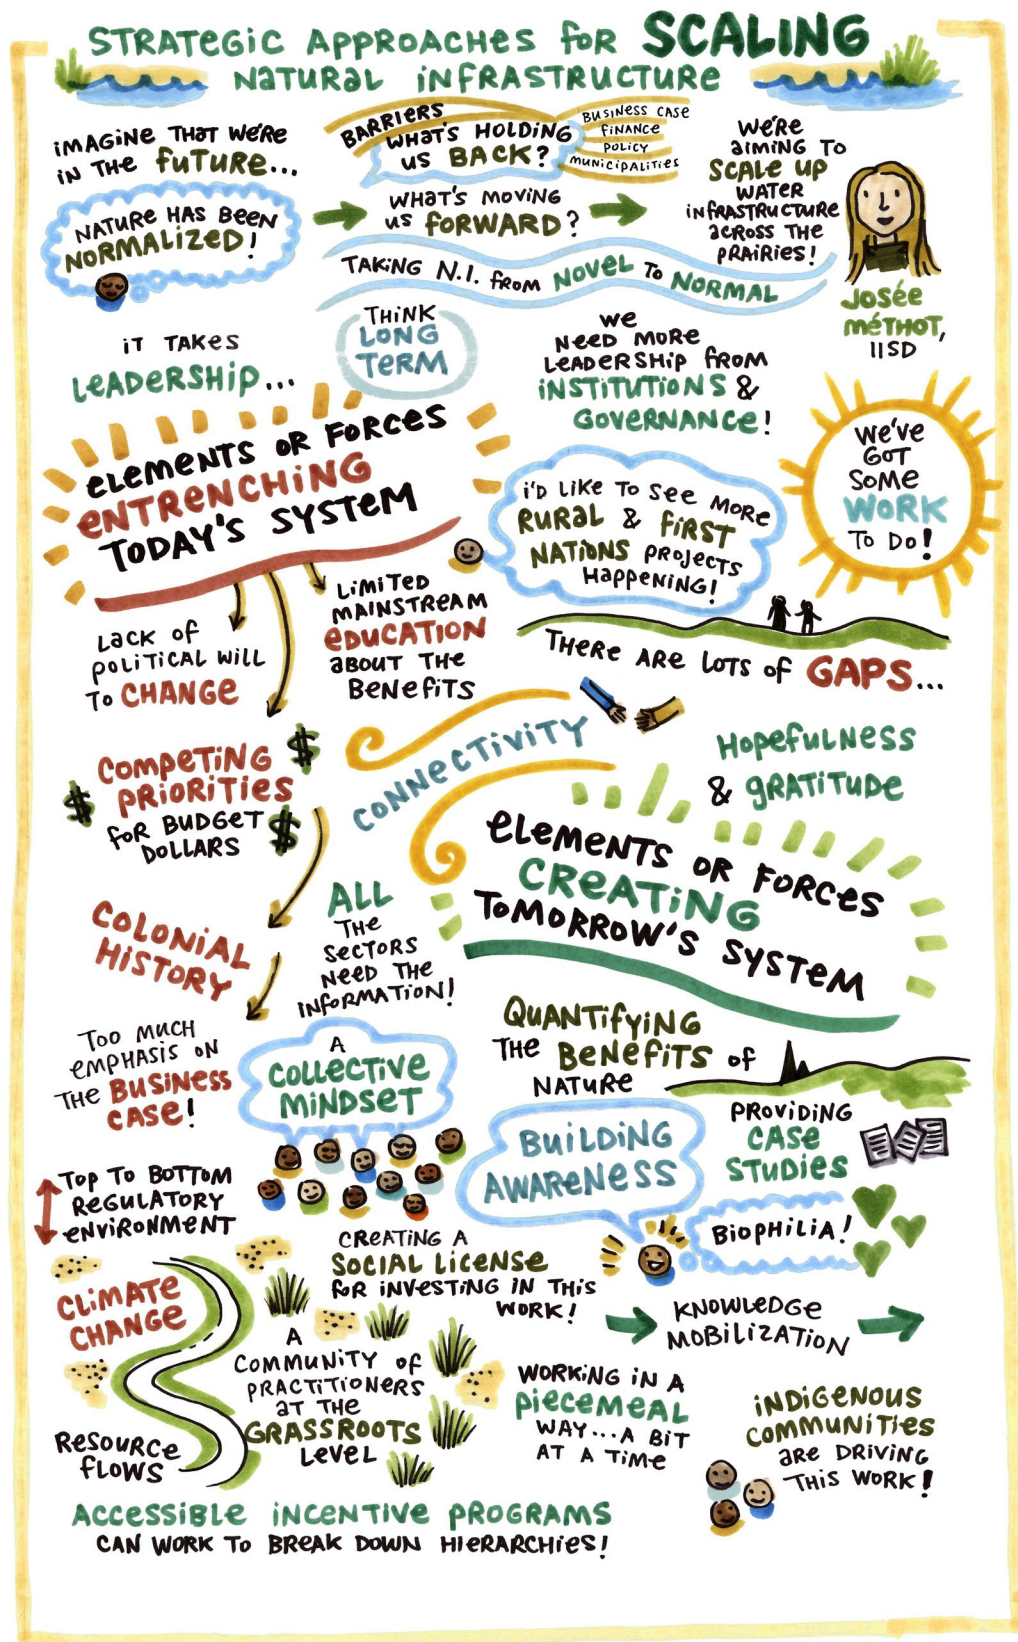 STRATEGIC APPROACHES FOR SCALING
NATURAL INFRASTRUCTURE
IMAGINE THAT WE'RE
IN THE FUTURE...
NATURE HAS BEEN
NORMALIZED!
BARRIERS
WHAT'S HOLDING
US BACK?
BUSINESS CASE
FINANCE
POLICY
MUNICIPALITIES
WHAT'S MOVING
US FORWARD?
WE'RE
AIMING TO
SCALE UP
WATER
INFRASTRUCTURE
ACROSS THE
PRAIRIES!
JOSÉE
MÉTHOT,
IISD
TAKING N.I. FROM NOVEL TO NORMAL
IT TAKES
LEADERSHIP...
THINK
LONG
TERM
WE
NEED MORE
LEADERSHIP FROM
INSTITUTIONS &
GOVERNANCE!
WE'VE
GOT
SOME
WORK
TO DO!
ELEMENTS OR FORCES
ENTRENCHING
TODAY'S SYSTEM
I'D LIKE TO SEE MORE
RURAL & FIRST
NATIONS PROJECTS
HAPPENING!
LACK OF
POLITICAL WILL
TO CHANGE
LIMITED
MAINSTREAM
EDUCATION
ABOUT THE
BENEFITS
THERE ARE LOTS OF GAPS...
COMPETING
PRIORITIES
FOR BUDGET
DOLLARS
$
$
$
CONNECTIVITY
HOPEFULNESS
& GRATITUDE
ELEMENTS OR FORCES
CREATING
TOMORROW'S SYSTEM
COLONIAL
HISTORY
ALL
THE
SECTORS
NEED THE
INFORMATION!
TOO MUCH
EMPHASIS ON
THE BUSINESS
CASE!
A
COLLECTIVE
MINDSET
QUANTIFYING
THE BENEFITS OF
NATURE
PROVIDING
CASE
STUDIES
BUILDING
AWARENESS
BIOPHILIA!
TOP TO BOTTOM
REGULATORY
ENVIRONMENT
CREATING A
SOCIAL LICENSE
FOR INVESTING IN THIS
WORK!
KNOWLEDGE
MOBILIZATION
CLIMATE
CHANGE
A
COMMUNITY OF
PRACTITIONERS
AT THE
GRASSROOTS
LEVEL
WORKING IN A
PIECEMEAL
WAY...A BIT
AT A TIME
INDIGENOUS
COMMUNITIES
ARE DRIVING
THIS WORK!
RESOURCE
FLOWS
ACCESSIBLE INCENTIVE PROGRAMS
CAN WORK TO BREAK DOWN HIERARCHIES!